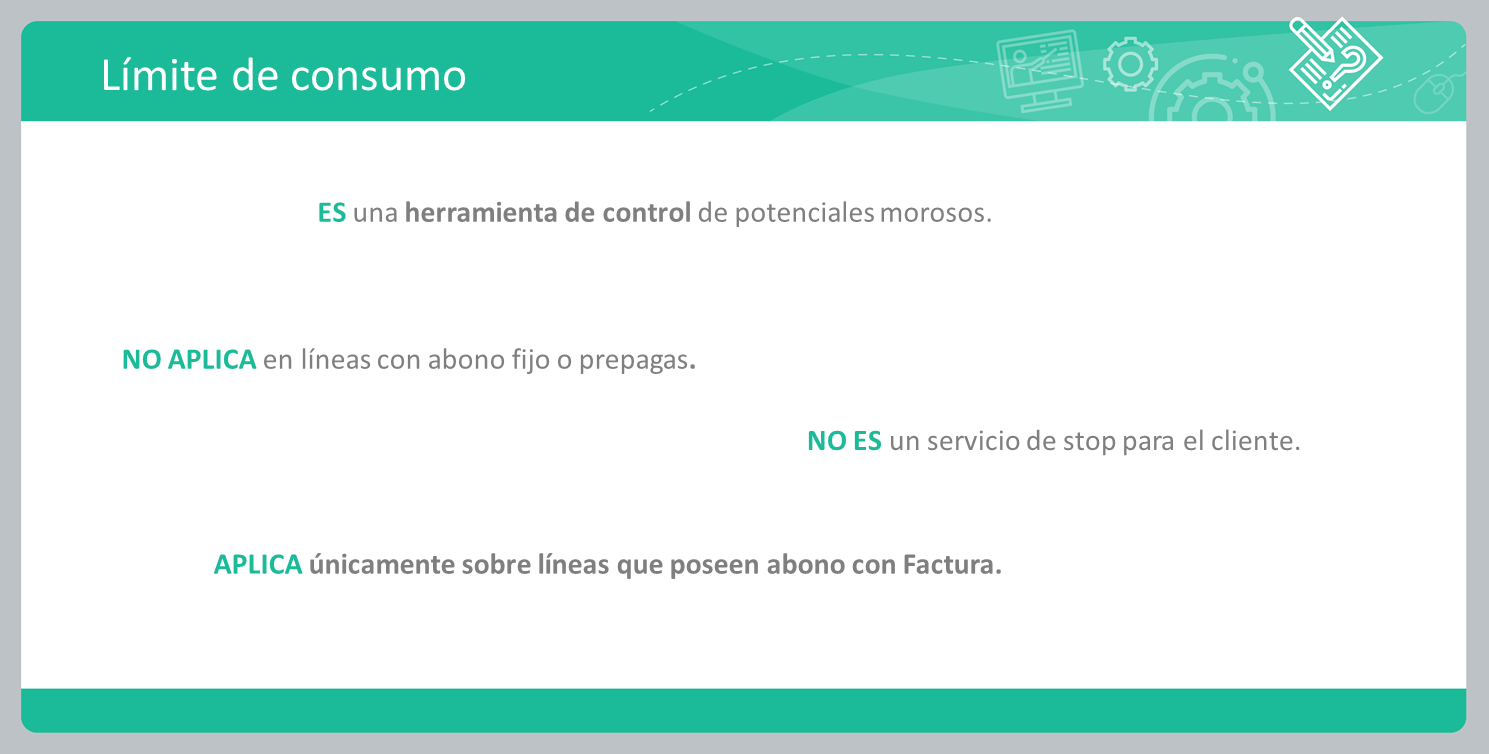 Límite de consumo
ES una herramienta de control de potenciales morosos.
NO APLICA en líneas con abono fijo o prepagas.
NO ES un servicio de stop para el cliente.
APLICA únicamente sobre líneas que poseen abono con Factura.